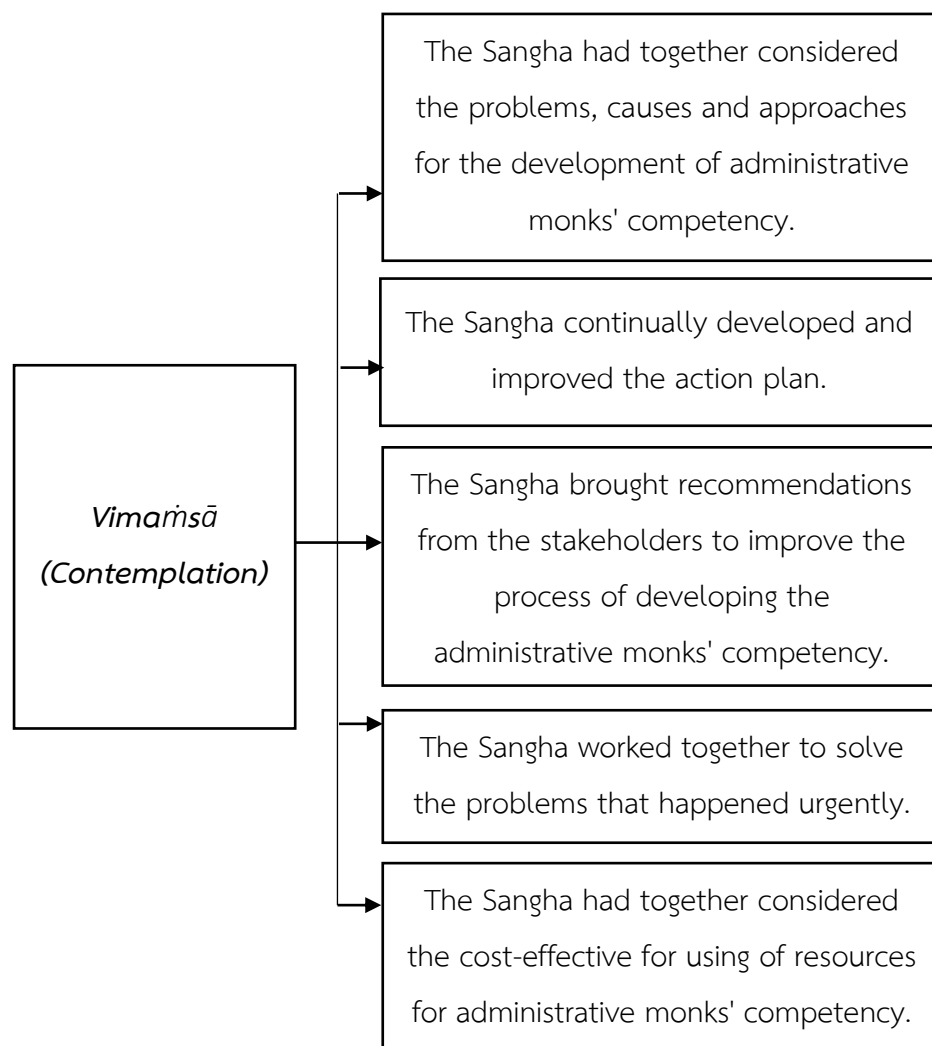 The Sangha had together considered
the problems, causes and approaches
for the development of administrative
monks' competency.
The Sangha continually developed and
improved the action plan.
Vimaṁsā
(Contemplation)
The Sangha brought recommendations
from the stakeholders to improve the
process of developing the
administrative monks' competency.
The Sangha worked together to solve
the problems that happened urgently.
The Sangha had together considered
the cost-effective for using of resources
for administrative monks' competency.